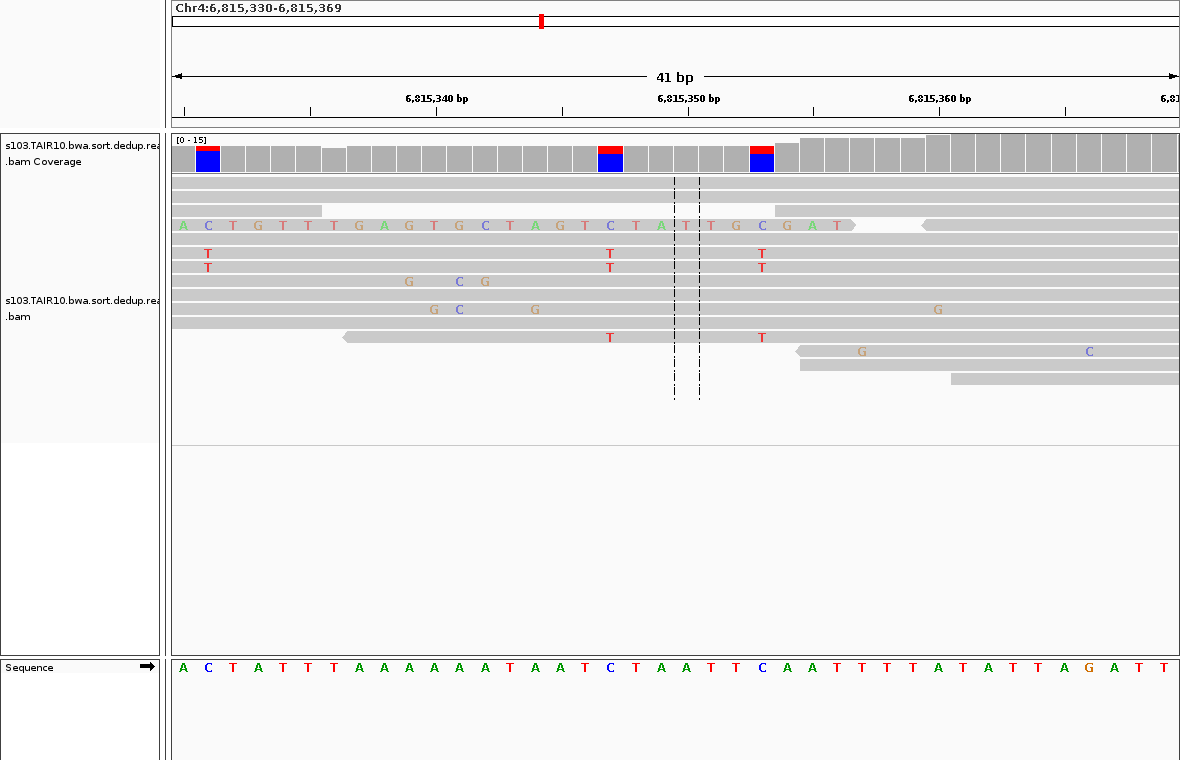 Chr4:6,815,330-6,815,369
41 bp
6,815,340 bp 6,815,350 bp 6,815,360 bp
s103.TAIR10.bwa.sort.dedup.rea
.bam Coverage
[0 - 15]
A C T G T T T G A G T G C T A G T C T A T T G C G A T
T T T
T T T
G C G
s103.TAIR10.bwa.sort.dedup.rea
.bam
G C G G
T T
G C
Sequence A C T A T T T A A A A A A T A A T C T A A T T C A A T T T T A T A T T A G A T T